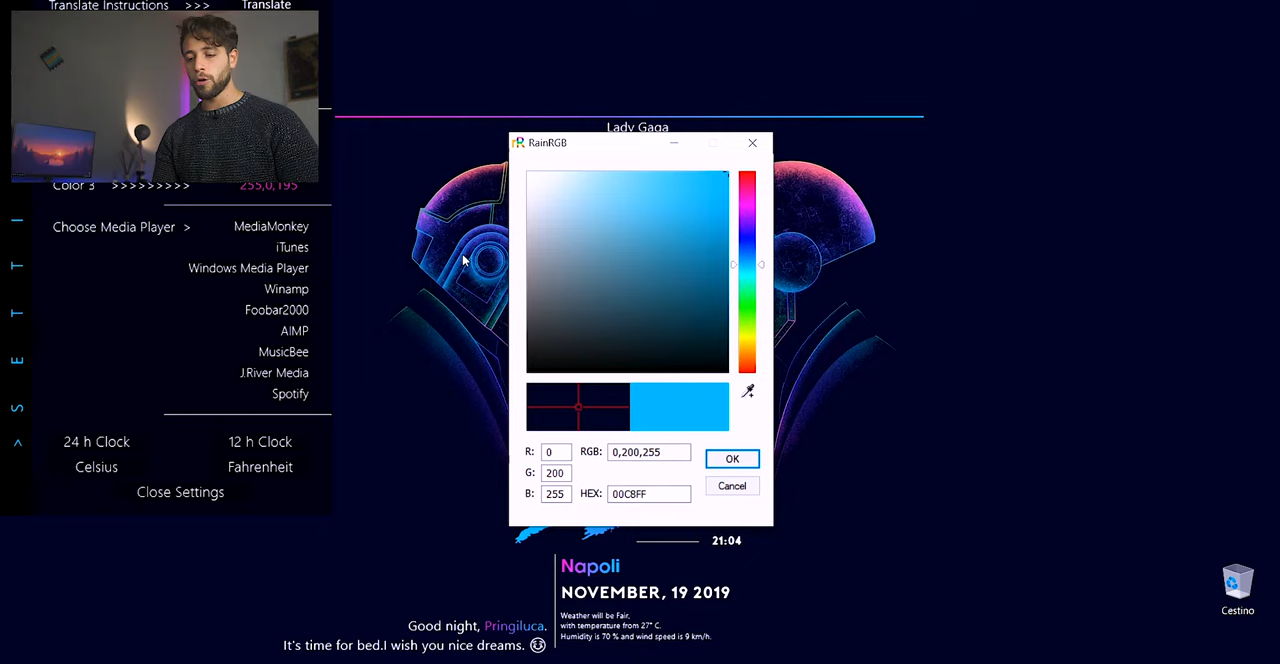 Translate Instructions >>> Translate
Color 3 >>>>>>>>> 255,0,195
Choose Media Player > MediaMonkey
iTunes
Windows Media Player
Winamp
Foobar2000
AIMP
MusicBee
J.River Media
Spotify
24 h Clock 12 h Clock
Celsius Fahrenheit
Close Settings
< S E T T I
Lady Gaga
RainRGB
R: 0 RGB: 0,200,255
G: 200
B: 255 HEX: 00C8FF
OK
Cancel
21:04
Napoli
NOVEMBER, 19 2019
Weather will be Fair,
with temperature from 27° C.
Humidity is 70 % and wind speed is 9 km/h.
Good night, Pringiluca.
It's time for bed.I wish you nice dreams.
Cestino